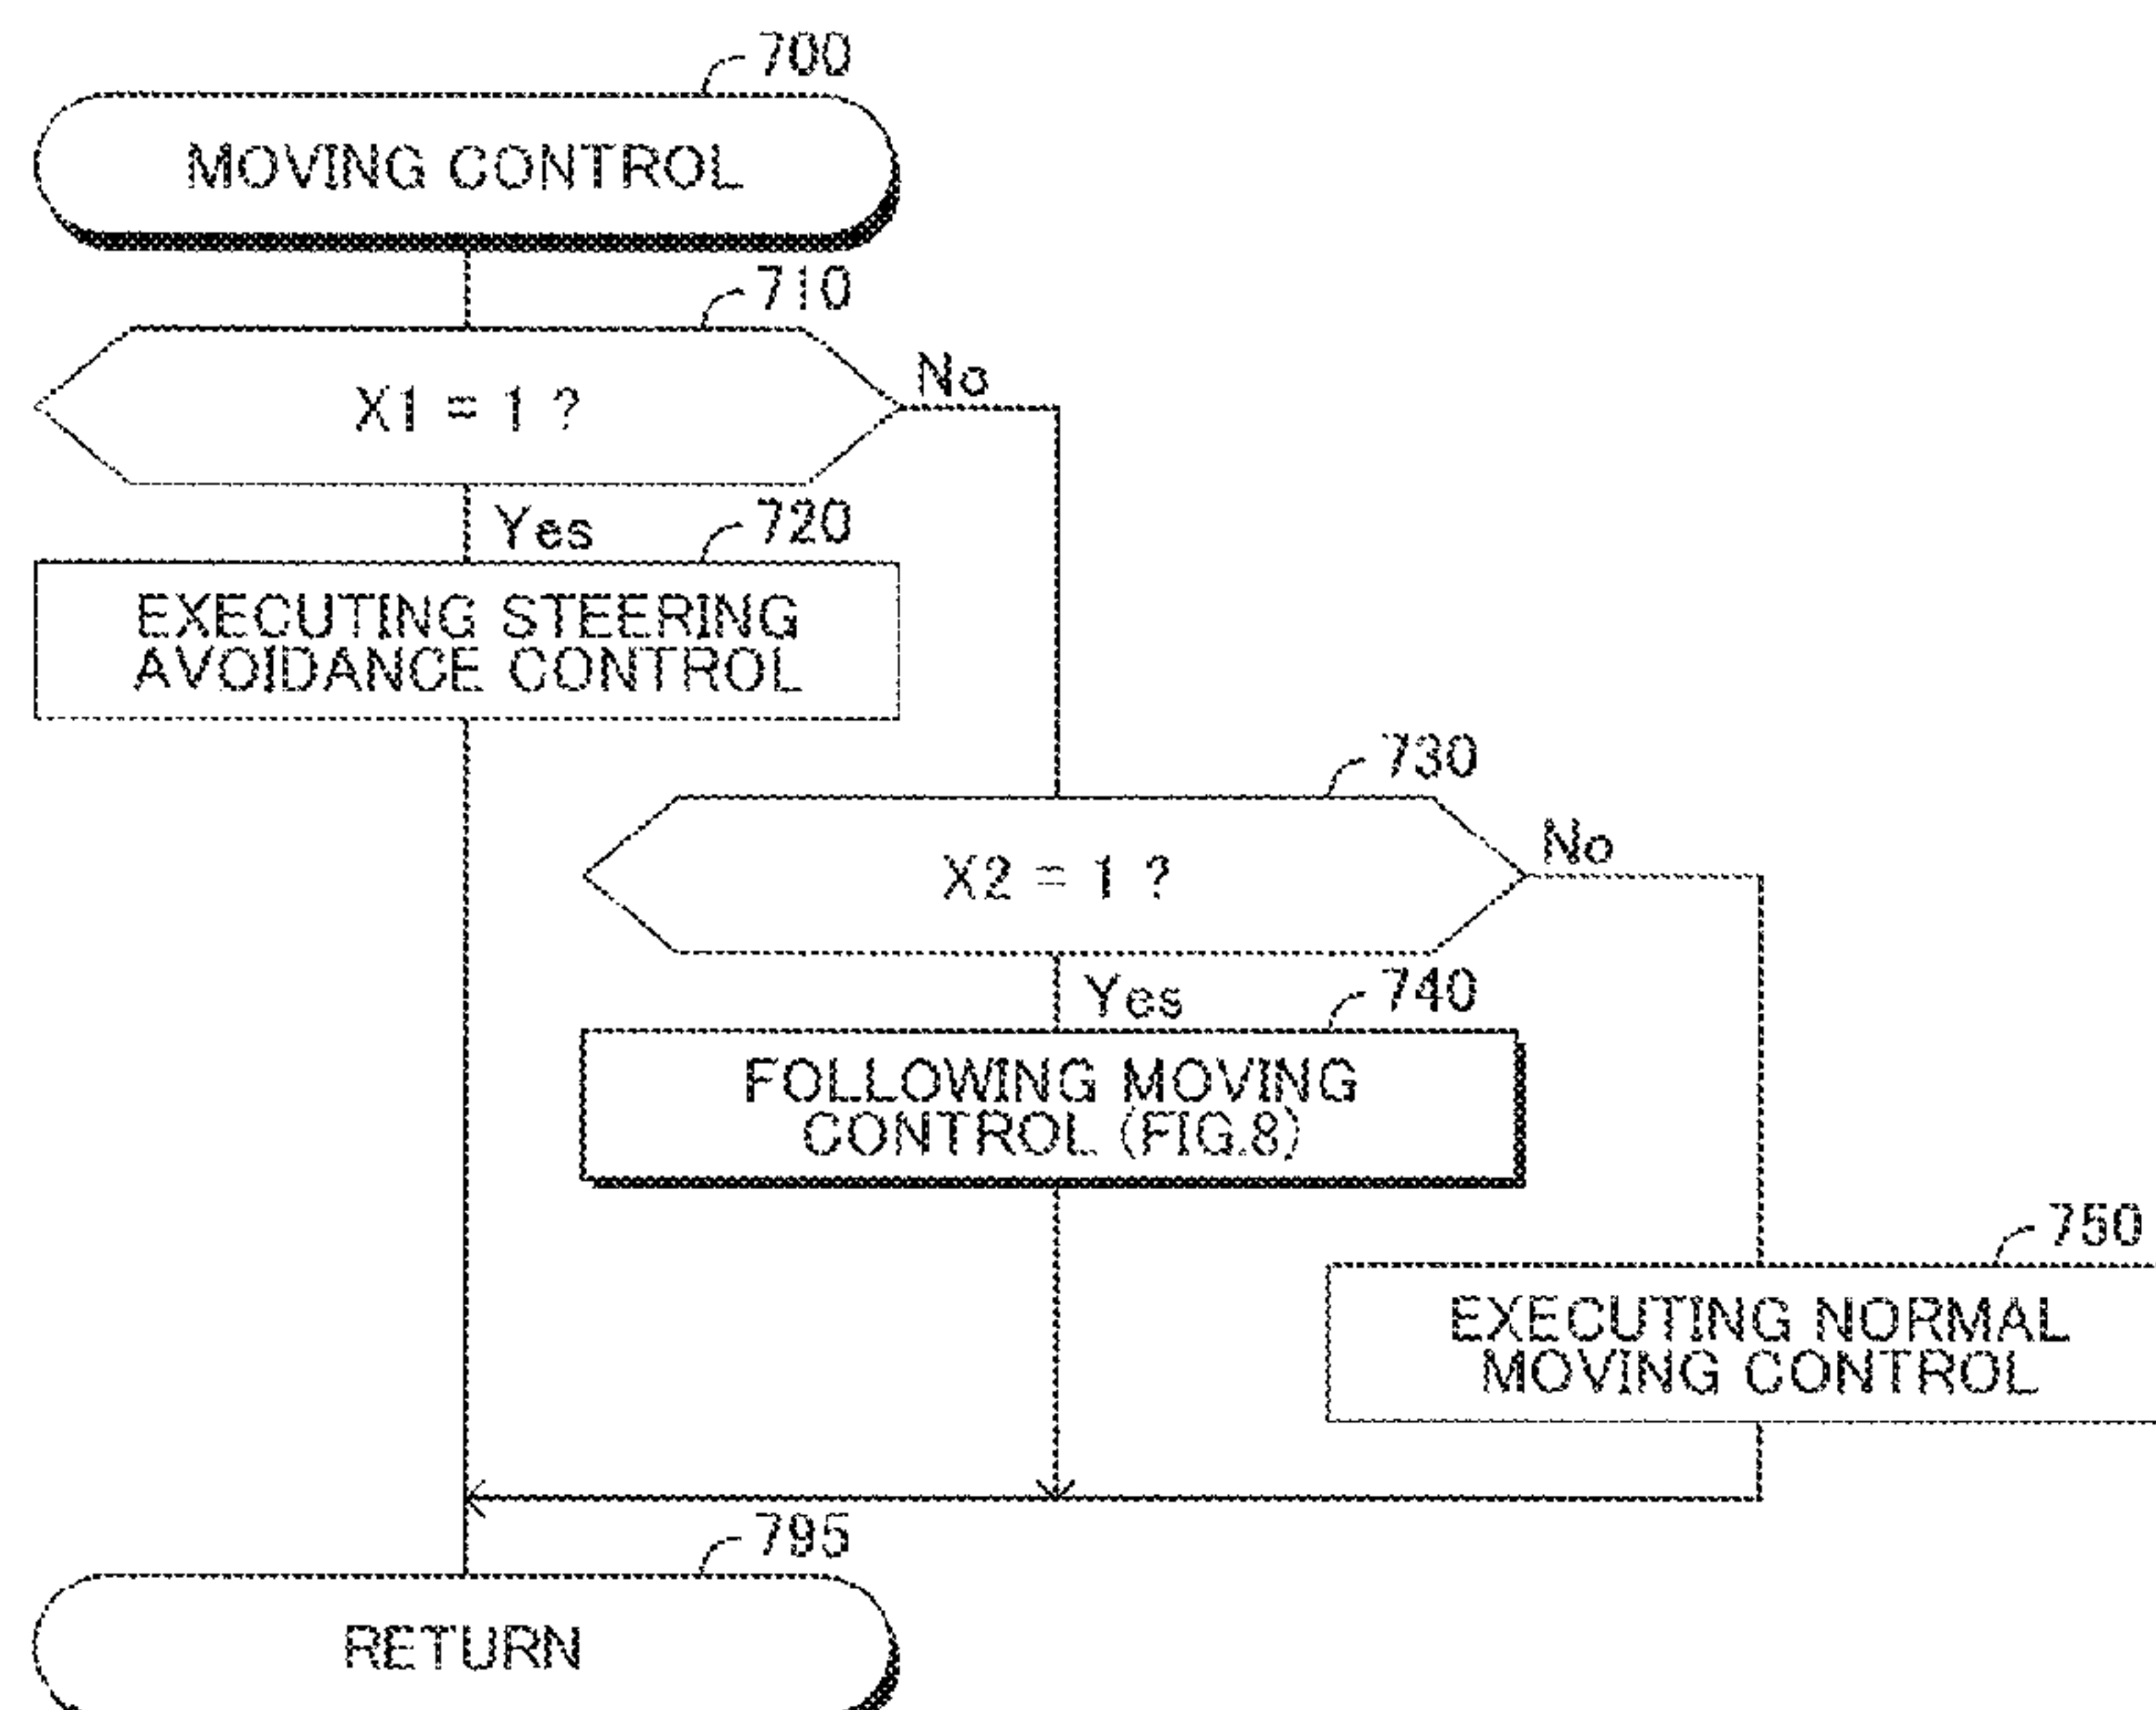 700
MOVING CONTROL
710
X1 = 1 ?
No
Yes
720
EXECUTING STEERING
AVOIDANCE CONTROL
730
X2 = 1 ?
No
Yes
740
FOLLOWING MOVING
CONTROL (FIG.8)
750
EXECUTING NORMAL
MOVING CONTROL
795
RETURN